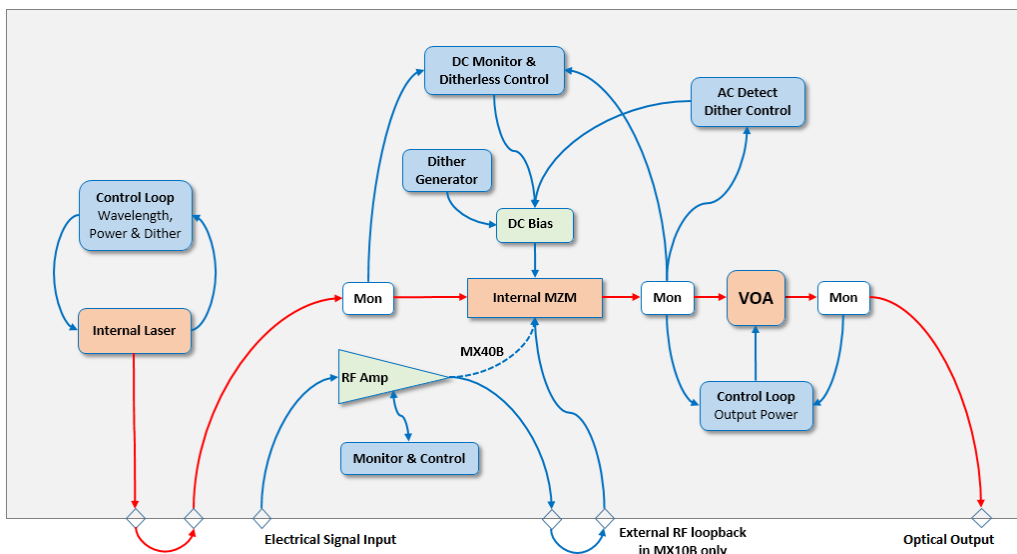 DC Monitor &
Ditherless Control
AC Detect
Dither Control
Dither
Generator
Control Loop
Wavelength,
Power & Dither
DC Bias
Mon
Internal MZM
Mon
VOA
Mon
Internal Laser
MX40B
RF Amp
Control Loop
Output Power
Monitor & Control
Electrical Signal Input
External RF loopback
in MX10B only
Optical Output